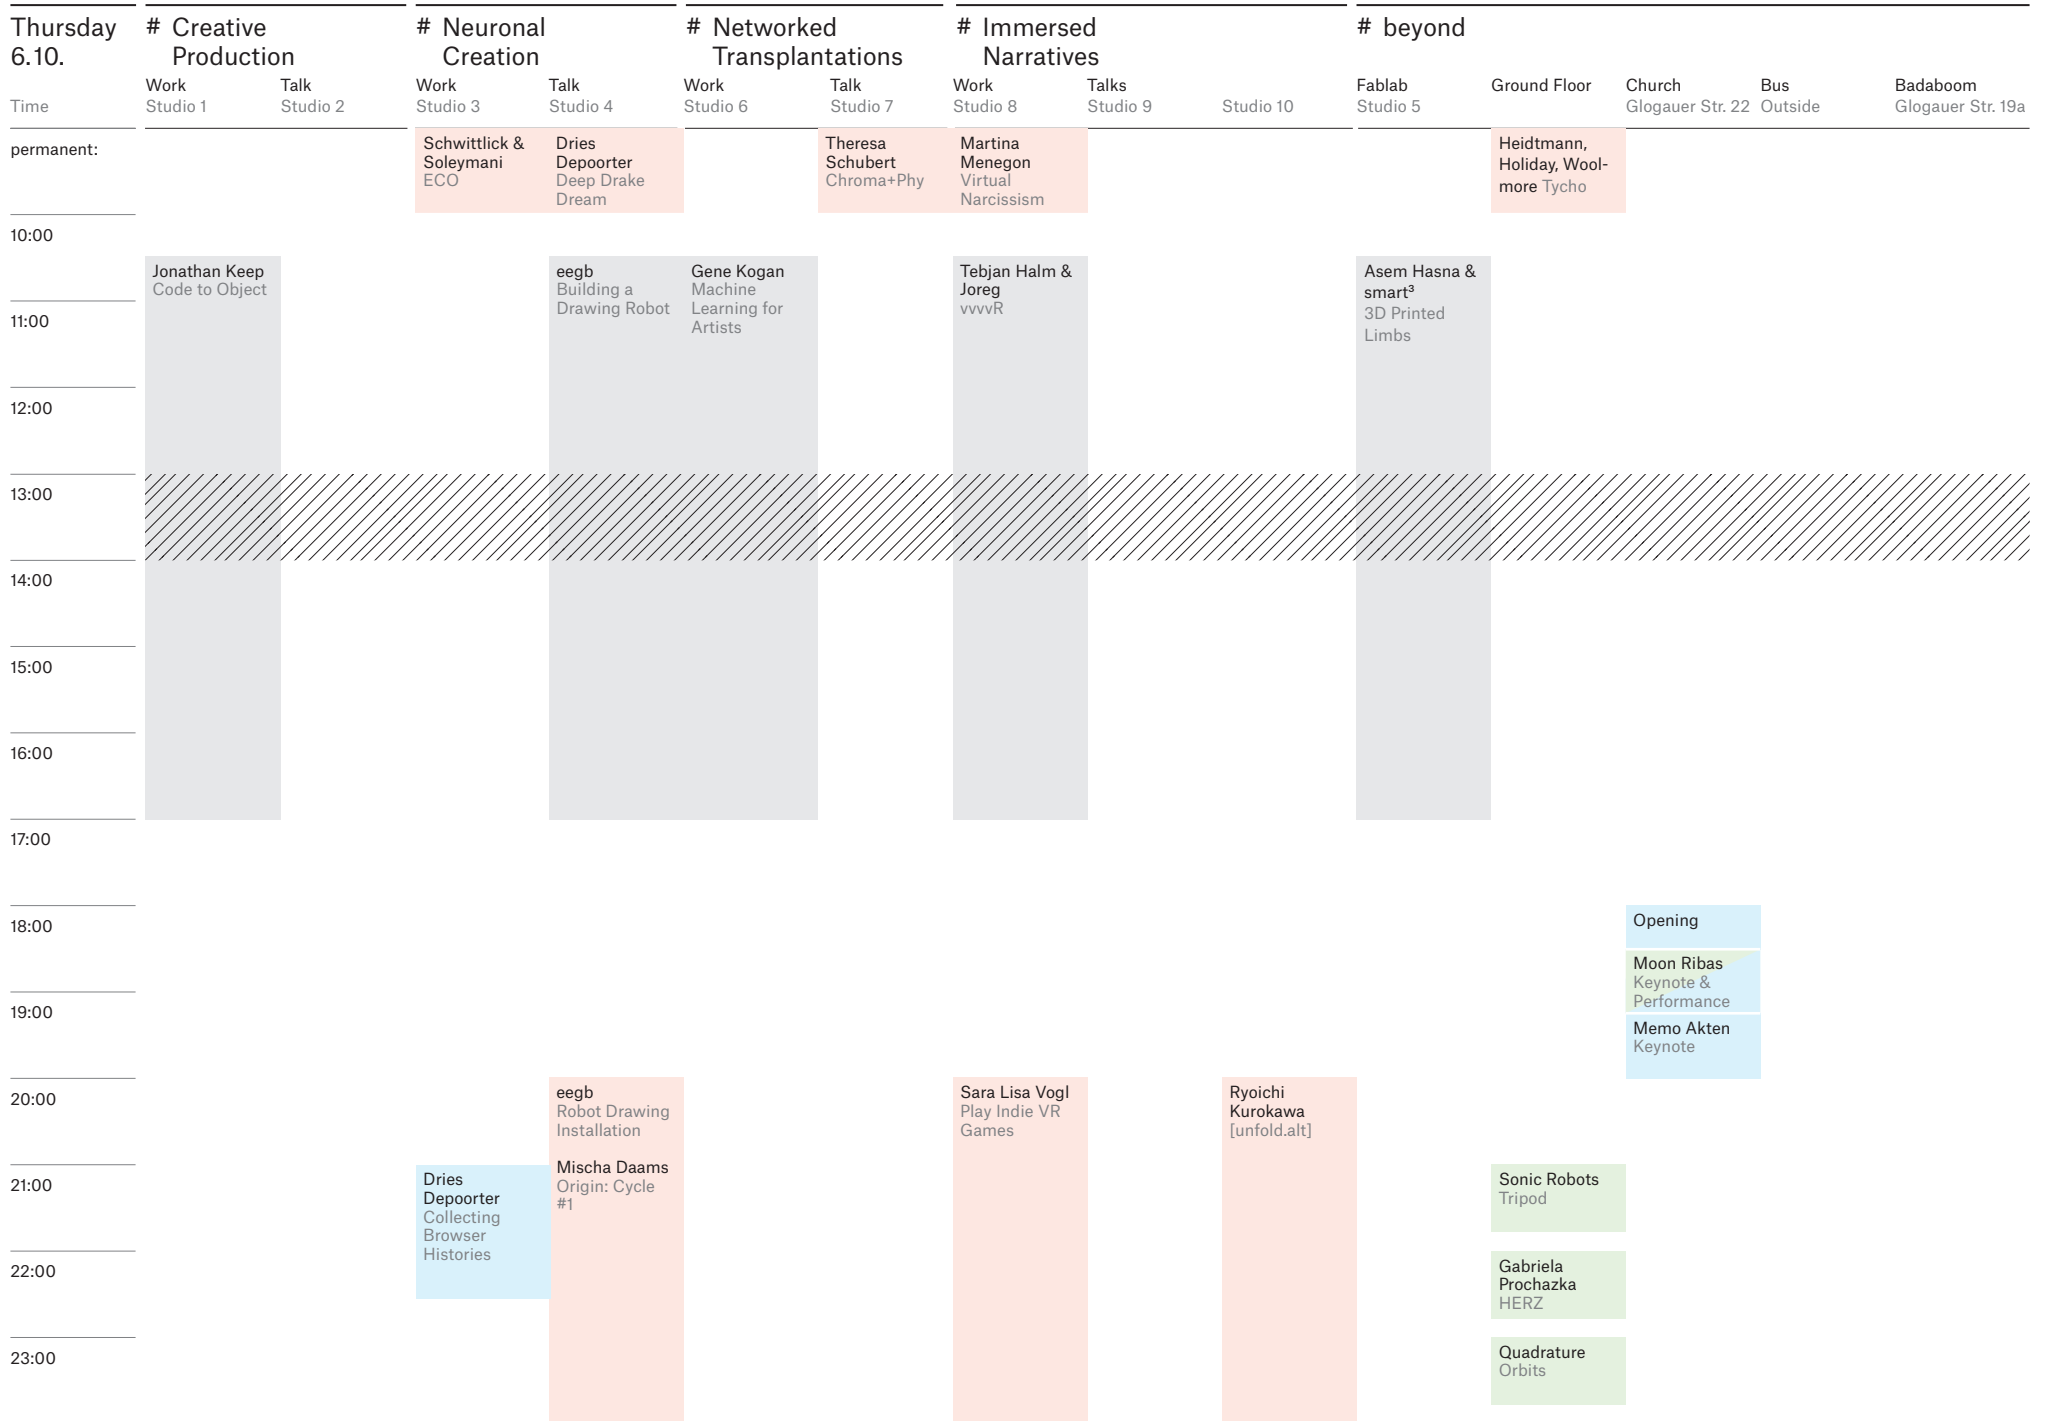 Thursday
6.10.
# Creative
Production
# Neuronal
Creation
# Networked
Transplantations
# Immersed
Narratives
# beyond
Time
Work
Studio 1
Talk
Studio 2
Work
Studio 3
Talk
Studio 4
Work
Studio 6
Talk
Studio 7
Work
Studio 8
Talks
Studio 9
Studio 10
Fablab
Studio 5
Ground Floor
Church
Glogauer Str. 22
Bus
Outside
Badaboom
Glogauer Str. 19a
permanent:
Schwittlick &
Soleymani
ECO
Dries
Depoorter
Deep Drake
Dream
Theresa
Schubert
Chroma+Phy
Martina
Menegon
Virtual
Narcissism
Heidtmann,
Holiday, Wool-
more Tycho
10:00
Jonathan Keep
Code to Object
eegb
Building a
Drawing Robot
Gene Kogan
Machine
Learning for
Artists
Tebjan Halm &
Joreg
vvvvR
Asem Hasna &
smart³
3D Printed
Limbs
11:00
12:00
13:00
14:00
15:00
16:00
17:00
18:00
Opening
Moon Ribas
Keynote &
Performance
19:00
Memo Akten
Keynote
20:00
eegb
Robot Drawing
Installation
Mischa Daams
Origin: Cycle
#1
Sara Lisa Vogl
Play Indie VR
Games
Ryoichi
Kurokawa
[unfold.alt]
21:00
Dries
Depoorter
Collecting
Browser
Histories
Sonic Robots
Tripod
22:00
Gabriela
Prochazka
HERZ
23:00
Quadrature
Orbits